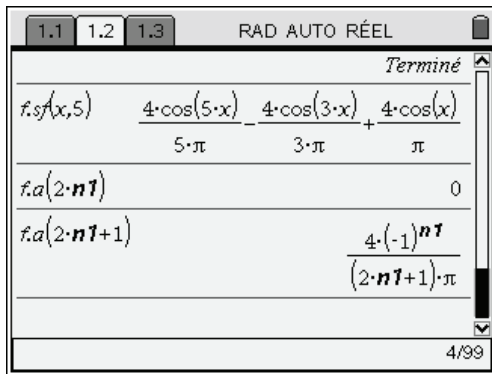 1.1 1.2 1.3 RAD AUTO RÉEL
Terminé
f.sf(x,5) 4·cos(5·x)/5·π − 4·cos(3·x)/3·π + 4·cos(x)/π
f.a(2·n1) 0
f.a(2·n1+1) 4·(-1)^n1/(2·n1+1)·π
4/99